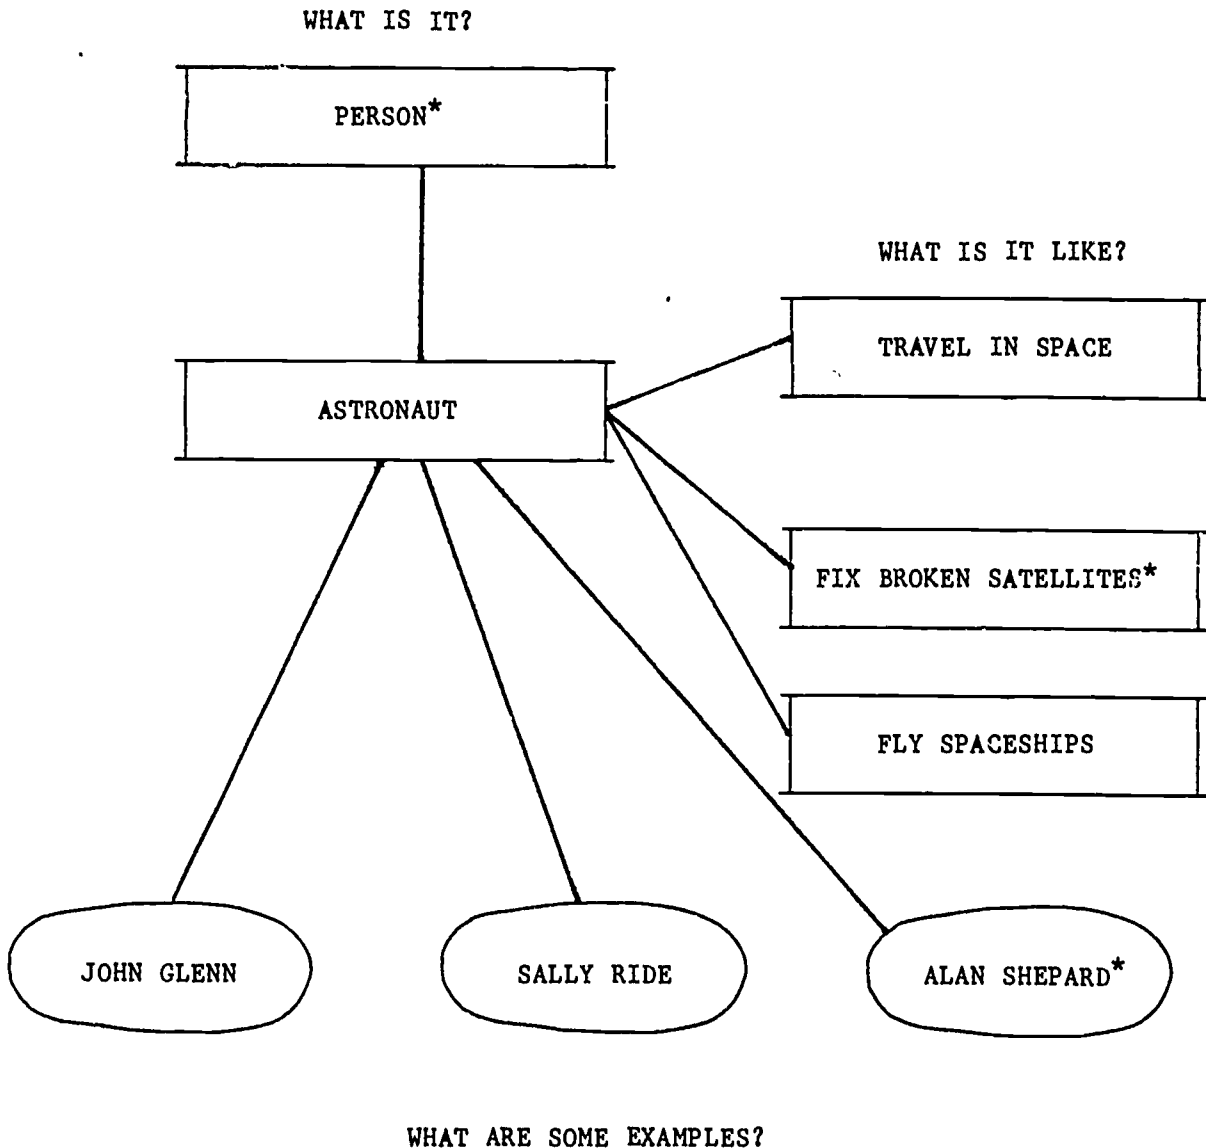 WHAT IS IT?
PERSON*
WHAT IS IT LIKE?
TRAVEL IN SPACE
ASTRONAUT
FIX BROKEN SATELLITES*
FLY SPACESHIPS
JOHN GLENN
SALLY RIDE
ALAN SHEPARD*
WHAT ARE SOME EXAMPLES?